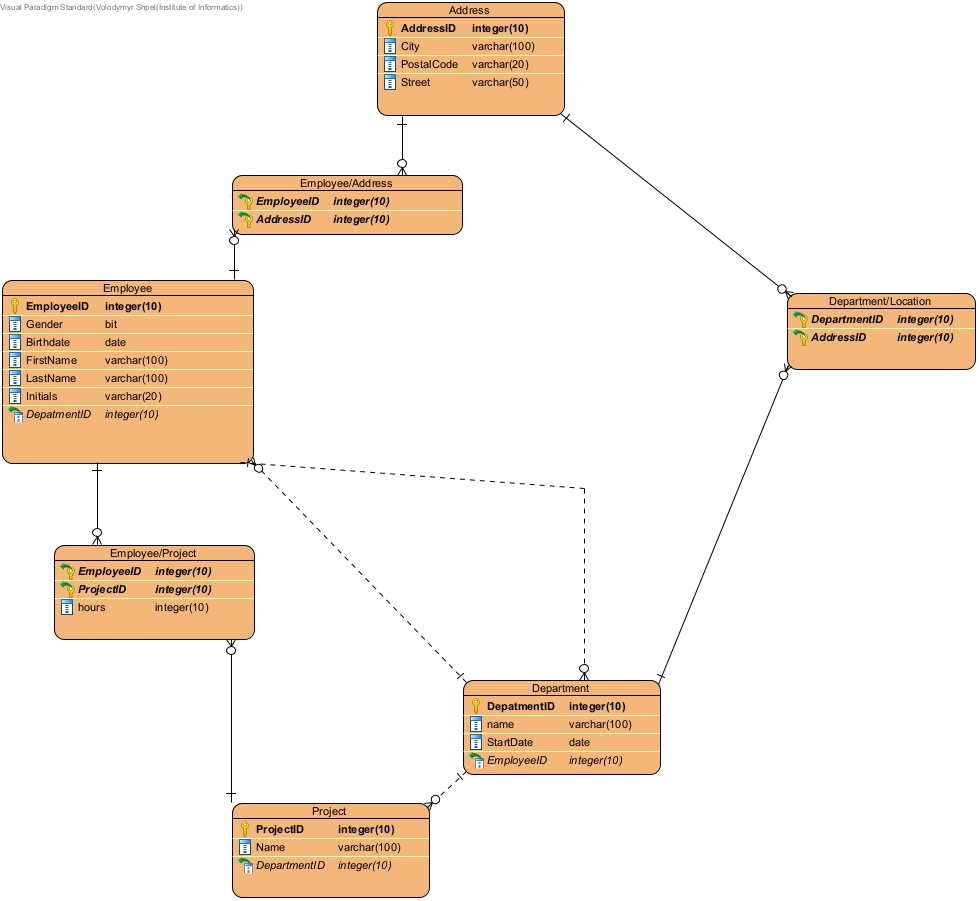 Visual Paradigm Standard(Volodymyr Shpel(Institute of Informatics))
Address
AddressID integer(10)
City varchar(100)
PostalCode varchar(20)
Street varchar(50)
Employee/Address
EmployeeID integer(10)
AddressID integer(10)
Employee
EmployeeID integer(10)
Gender bit
Birthdate date
FirstName varchar(100)
LastName varchar(100)
Initials varchar(20)
DepatmentID integer(10)
Department/Location
DepartmentID integer(10)
AddressID integer(10)
Employee/Project
EmployeeID integer(10)
ProjectID integer(10)
hours integer(10)
Department
DepatmentID integer(10)
name varchar(100)
StartDate date
EmployeeID integer(10)
Project
ProjectID integer(10)
Name varchar(100)
DepartmentID integer(10)